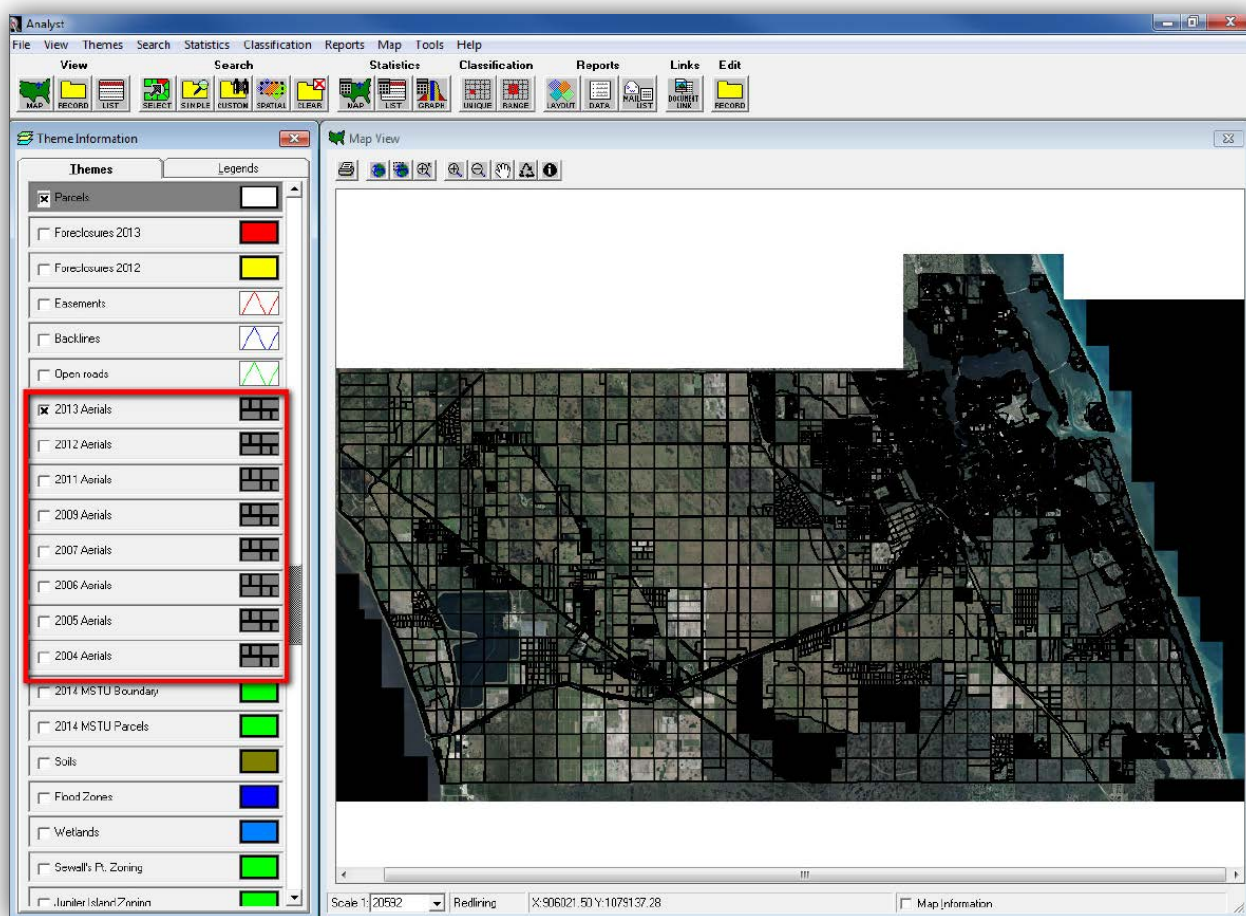 Analyst
File View Themes Search Statistics Classification Reports Map Tools Help
View Search Statistics Classification Reports Links Edit
MAP RECORD LIST SELECT SIMPLE CUSTOM SPATIAL CLEAR MAP LIST GRAPH UNIQUE RANGE LAYOUT DATA MAIL LIST DOCUMENT LINK RECORD
Theme Information
Themes Legends
Parcels
Foreclosures 2013
Foreclosures 2012
Easements
Backlines
Open roads
2013 Aerials
2012 Aerials
2011 Aerials
2009 Aerials
2007 Aerials
2006 Aerials
2005 Aerials
2004 Aerials
2014 MSTU Boundary
2014 MSTU Parcels
Soils
Flood Zones
Wetlands
Sewall's Pt. Zoning
Jupiter Island Zoning
Map View
Scale 1: 20592 Redlining X:906021.50 Y:1079137.28 Map Information